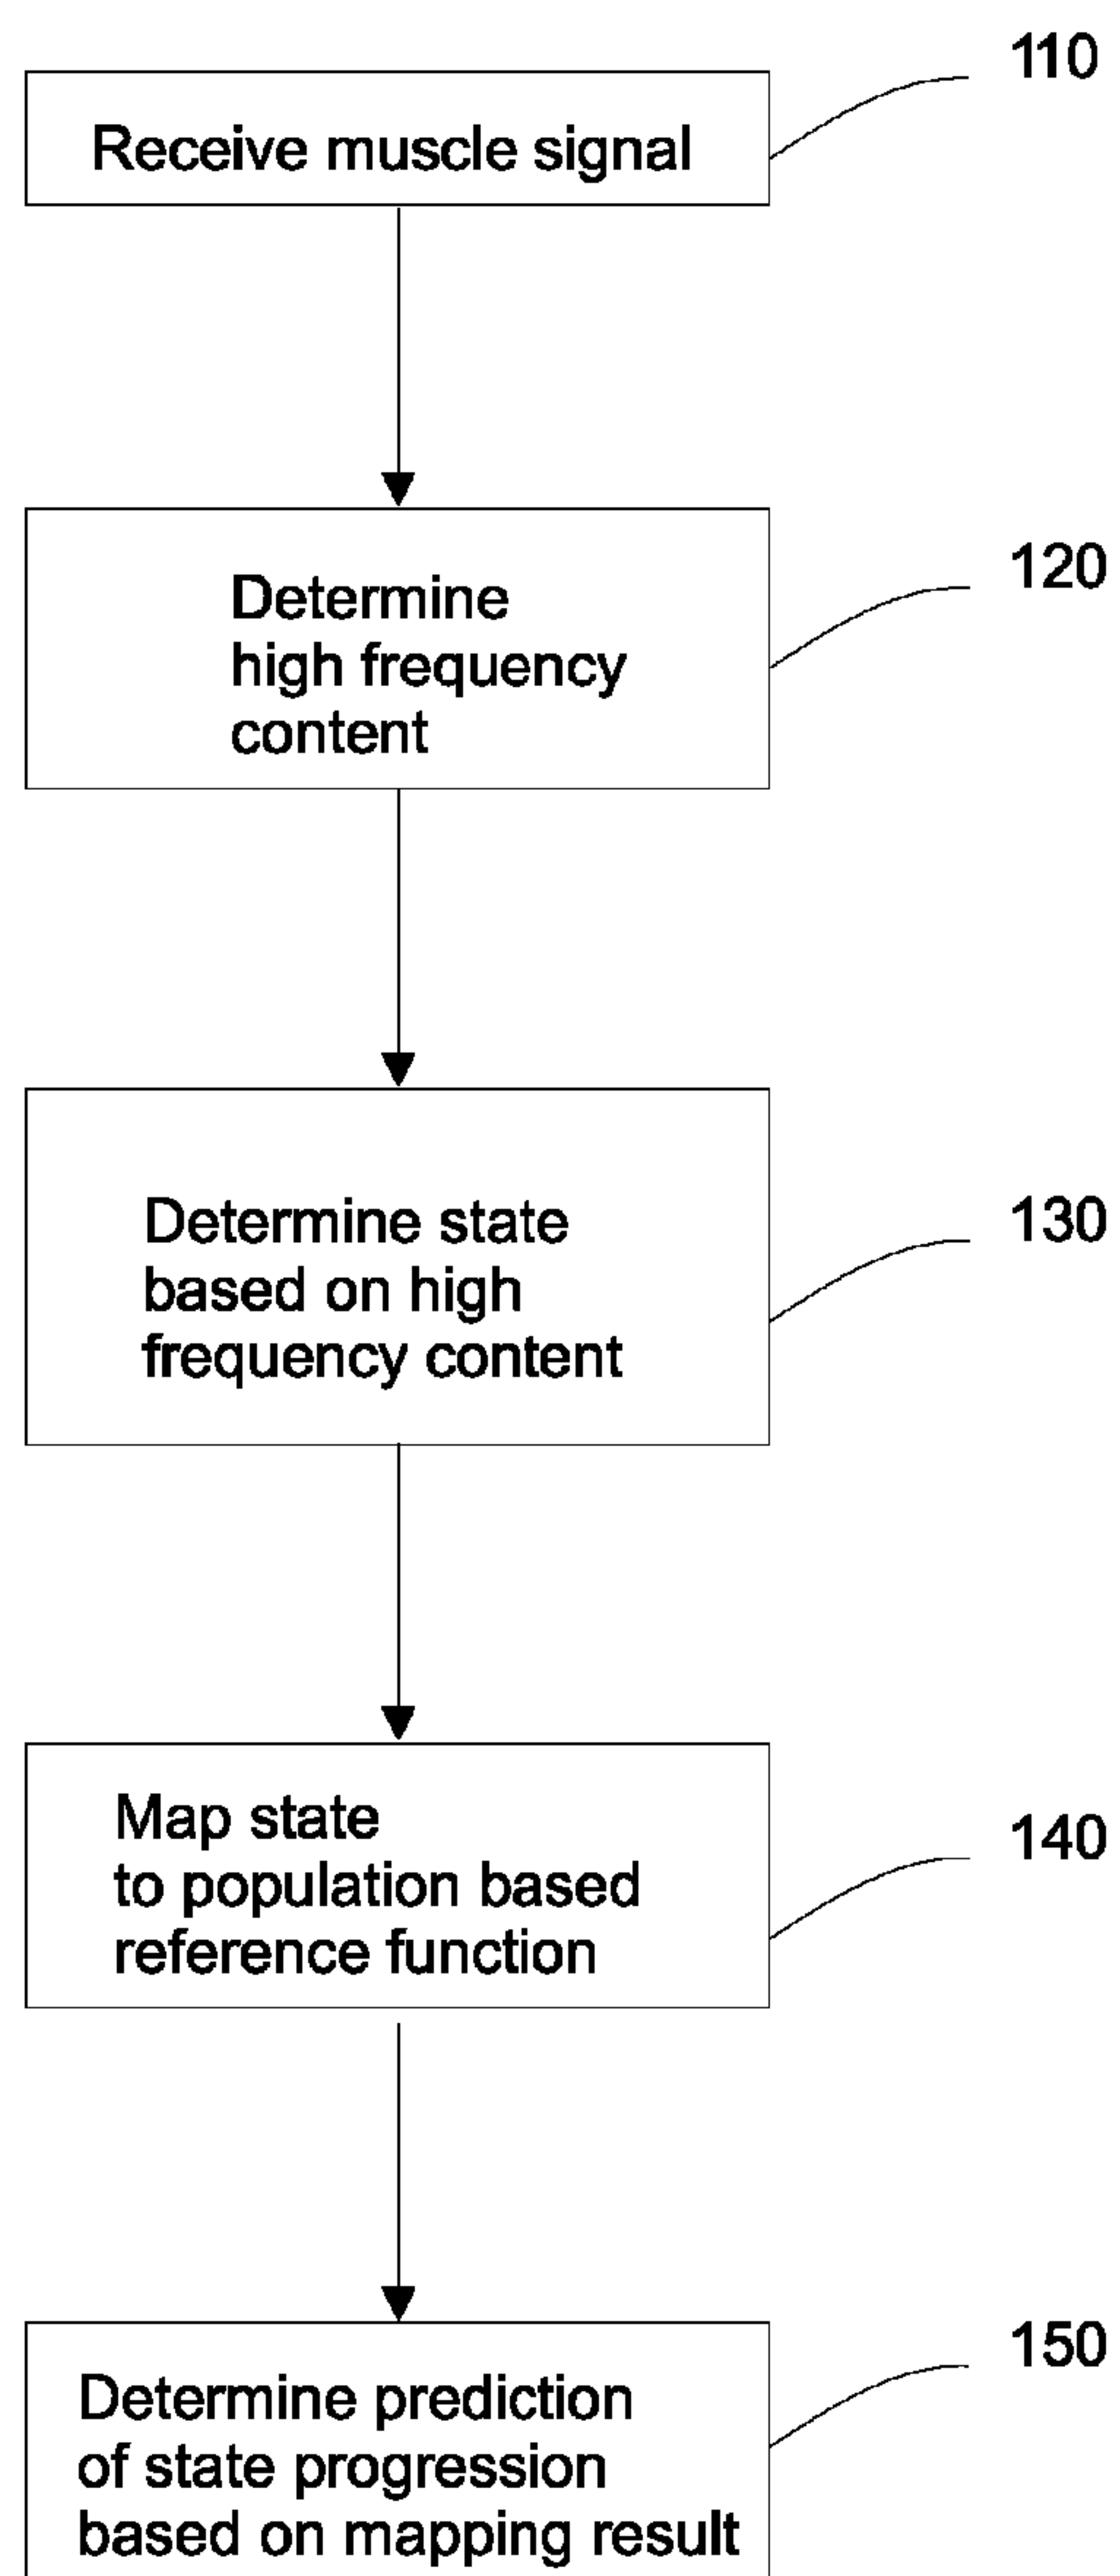 110
Receive muscle signal
120
Determine
high frequency
content
130
Determine state
based on high
frequency content
140
Map state
to population based
reference function
150
Determine prediction
of state progression
based on mapping result